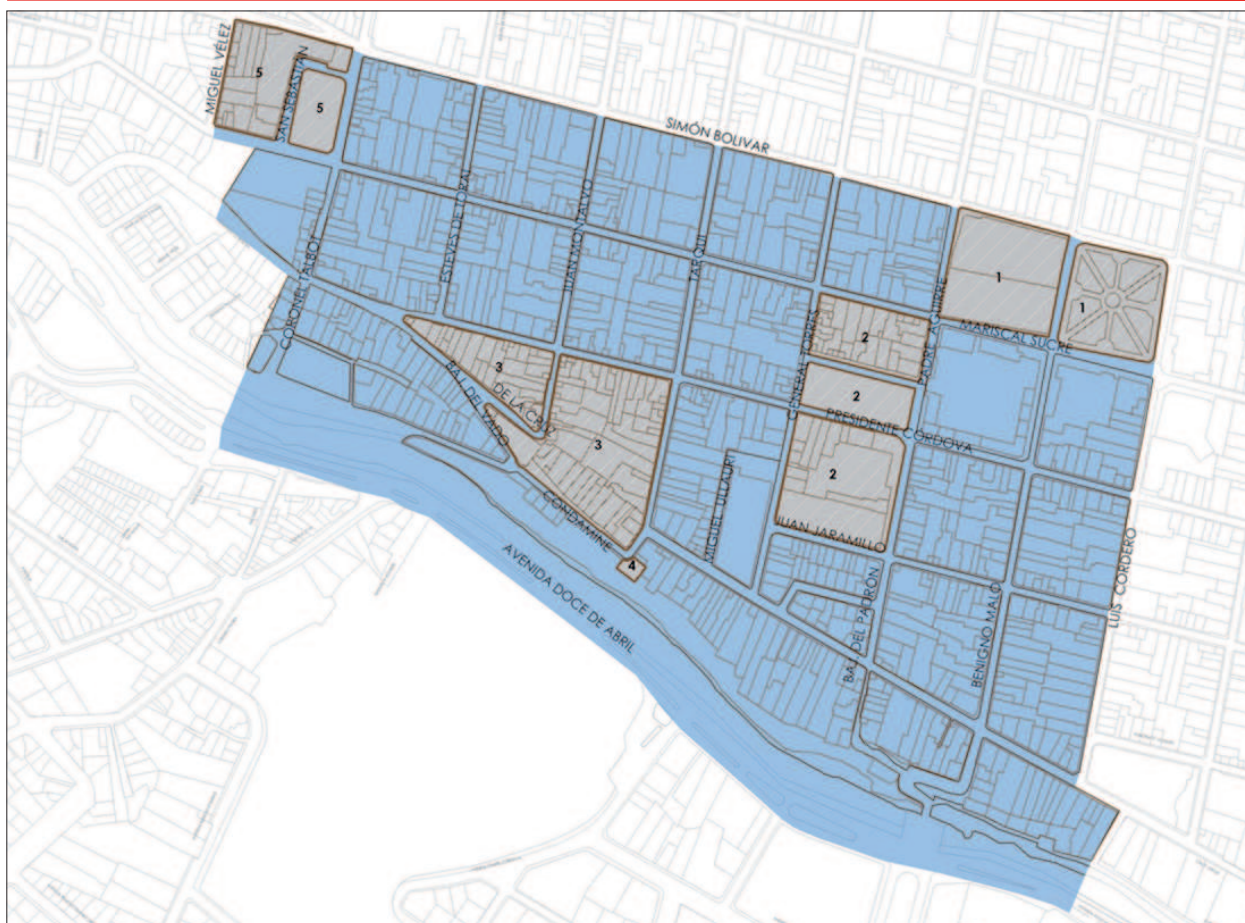 MIGUEL VÉLEZ
5
SAN SEBASTIÁN
5
SIMÓN BOLIVAR
CORONEL TALBOT
ESTEVES DE TORAL
JUAN MONTALVO
TARQUI
GENERAL TORRES
PADRE AGUIRRE
1
1
MARISCAL SUCRE
2
2
PRESIDENTE CÓRDOVA
2
JUAN JARAMILLO
3
DE LA CRUZ
BAJ. DEL VADO
3
CONDAMINE
4
MIGUEL ULLAURI
AVENIDA DOCE DE ABRIL
BAJ. DEL PADRÓN
BENIGNO MALO
LUIS CORDERO